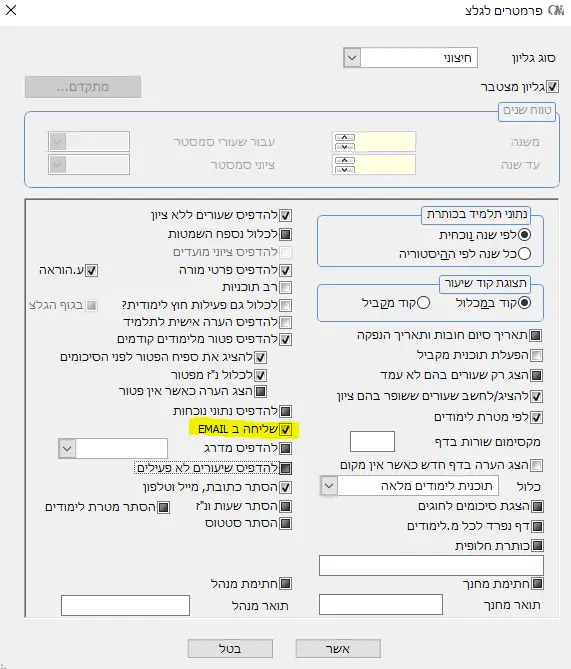 פרמטרים לגלצ
סוג גליון
חיצוני
גליון מצטבר
מתקדם...
טווח שנים
משנה
עבור שעורי סמסטר
עד שנה
ציוני סמסטר
נתוני תלמיד בכותרת
לפי שנה נוכחית
כל שנה לפי ההיסטוריה
תצוגת קוד שיעור
קוד במכלול
קוד מקביל
תאריך סיום חובות ותאריך הנפקה
הפעלת תוכנית מקביל
הצג רק שעורים בהם לא עמד
להציג/לחשב שעורים ששופר בהם ציון
לפי מטרת לימודים
מקסימום שורות בדף
הצג הערה בדף חדש כאשר אין מקום
כלול
תוכנית לימודים מלאה
הצגת סיכומים לחוגים
דף נפרד לכל מ.לימודים
כותרת חלופית
חתימת מחנך
תואר מחנך
להדפיס שעורים ללא ציון
לכלול נספח השמטות
להדפיס ציוני מועדים
להדפיס פרטי מורה
ע.הוראה
רב תוכניות
לכלול גם פעילות חוץ לימודית?
בגוף הגלצ
להדפיס הערה אישית לתלמיד
להדפיס פטור מלימודים קודמים
להציג את ספיח הפטור לפני הסיכומים
לכלול נ"ז מפטור
הצג הערה כאשר אין פטור
להדפיס נתוני נוכחות
שליחה ב EMAIL
להדפיס מדרג
להדפיס שיעורים לא פעילים
הסתר כתובת, מייל וטלפון
הסתר שעות ונ"ז
הסתר מטרת לימודים
הסתר סטטוס
חתימת מנהל
תואר מנהל
אשר
בטל